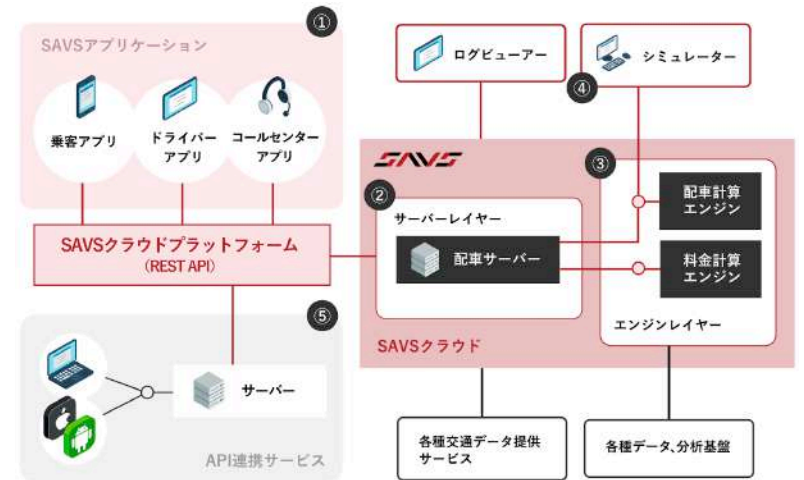 ①
SAVSアプリケーション
乗客アプリ
ドライバー
アプリ
コールセンター
アプリ
SAVSクラウドプラットフォーム
(REST API)
⑤
サーバー
API連携サービス
ログビューアー
シミュレーター
④
SAVS
②
サーバーレイヤー
配車サーバー
③
配車計算
エンジン
料金計算
エンジン
エンジンレイヤー
SAVSクラウド
各種交通データ提供
サービス
各種データ、分析基盤